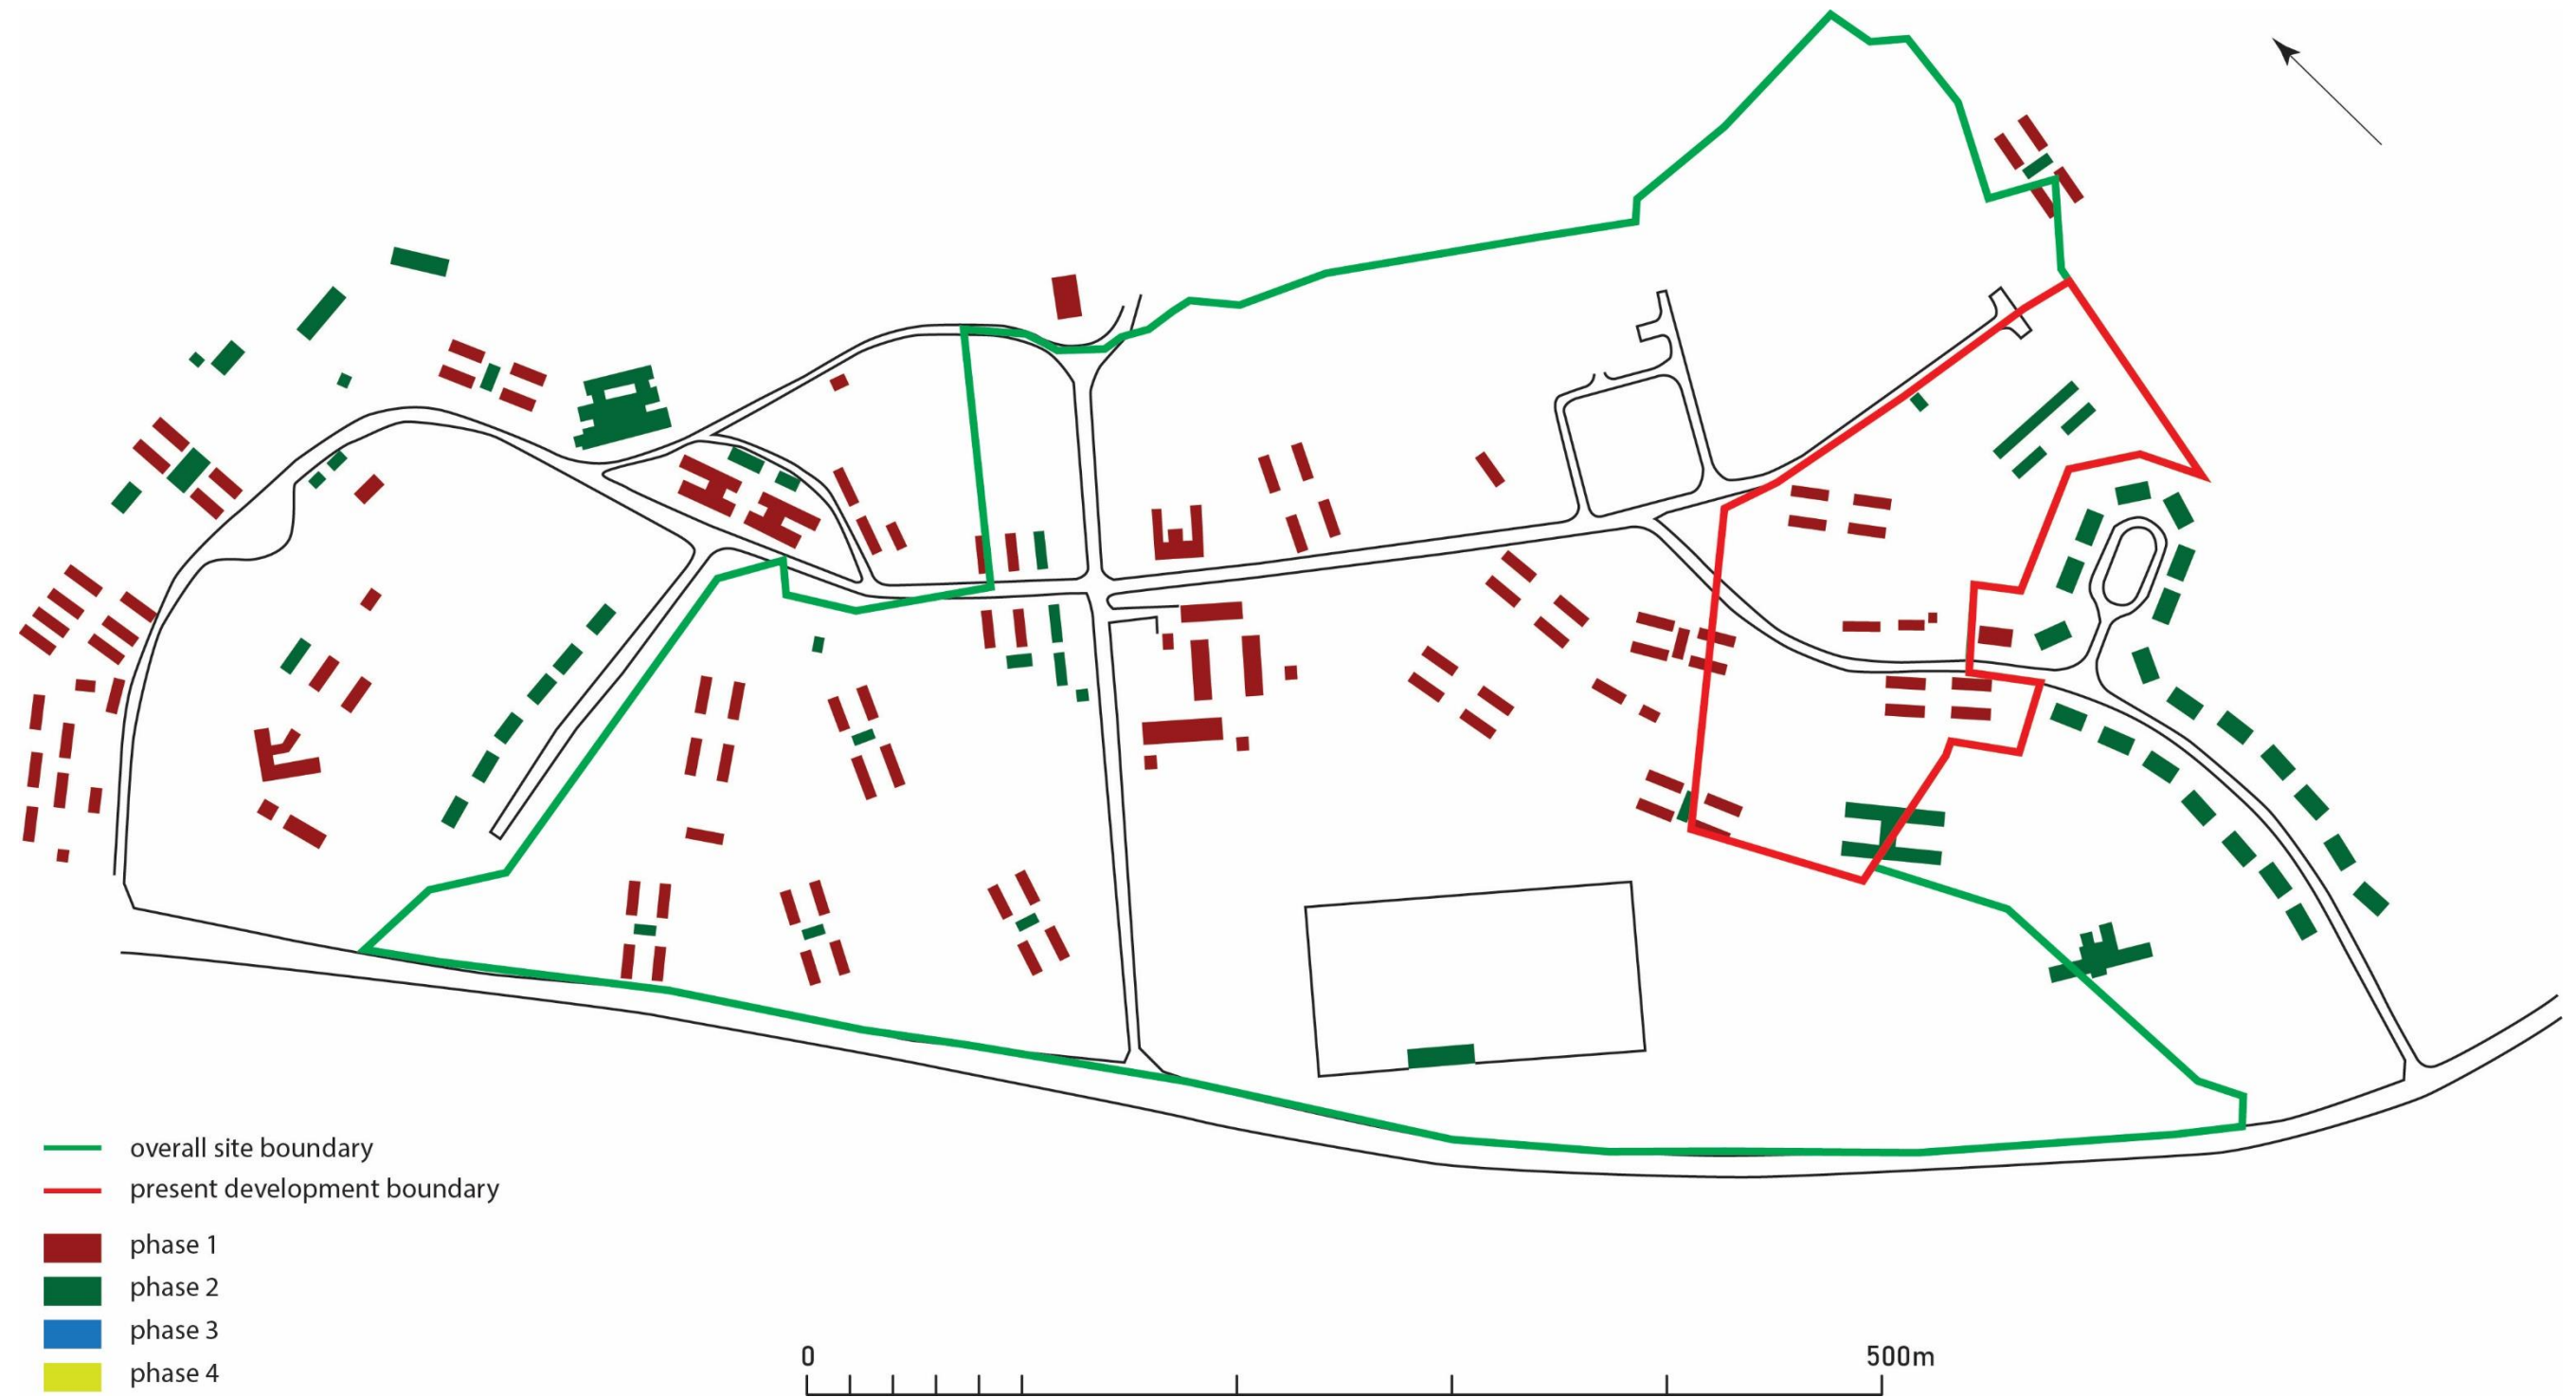 overall site boundary
present development boundary
phase 1
phase 2
phase 3
phase 4
0
500m